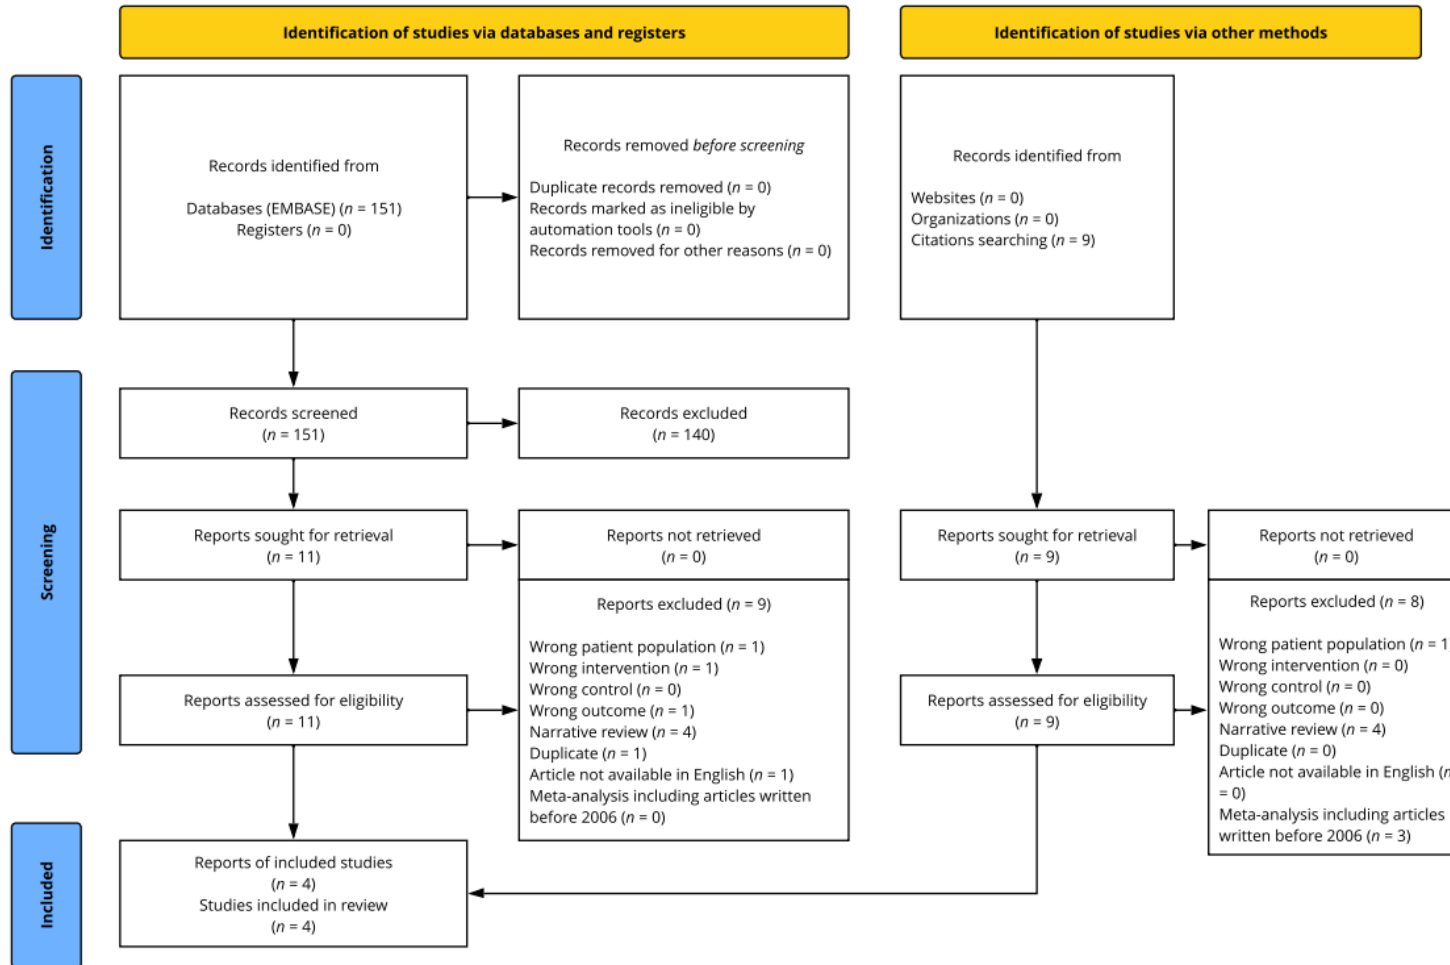 Identification of studies via databases and registers
Identification of studies via other methods
Identification
Records identified from
Databases (EMBASE) (n = 151)
Registers (n = 0)
Records removed before screening
Duplicate records removed (n = 0)
Records marked as ineligible by
automation tools (n = 0)
Records removed for other reasons (n = 0)
Records identified from
Websites (n = 0)
Organizations (n = 0)
Citations searching (n = 9)
Screening
Records screened
(n = 151)
Records excluded
(n = 140)
Reports sought for retrieval
(n = 11)
Reports not retrieved
(n = 0)
Reports sought for retrieval
(n = 9)
Reports not retrieved
(n = 0)
Reports assessed for eligibility
(n = 11)
Reports excluded (n = 9)
Wrong patient population (n = 1)
Wrong intervention (n = 1)
Wrong control (n = 0)
Wrong outcome (n = 1)
Narrative review (n = 4)
Duplicate (n = 1)
Article not available in English (n = 1)
Meta-analysis including articles written
before 2006 (n = 0)
Reports assessed for eligibility
(n = 9)
Reports excluded (n = 8)
Wrong patient population (n = 1)
Wrong intervention (n = 0)
Wrong control (n = 0)
Wrong outcome (n = 0)
Narrative review (n = 4)
Duplicate (n = 0)
Article not available in English (n
= 0)
Meta-analysis including articles
written before 2006 (n = 3)
Included
Reports of included studies
(n = 4)
Studies included in review
(n = 4)